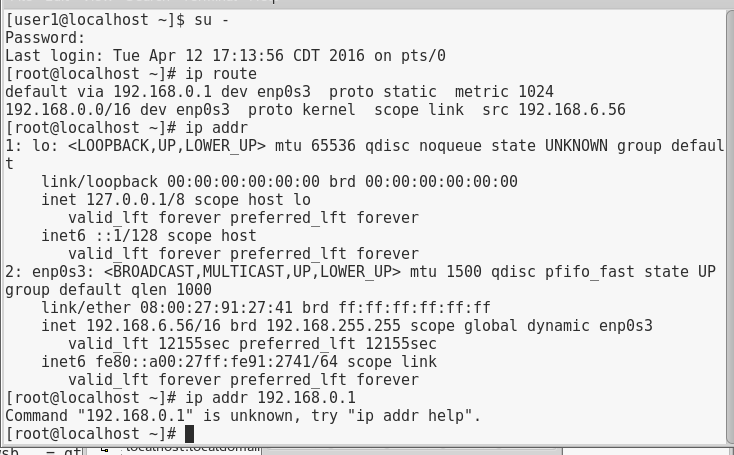 [user1@localhost ~]$ su -
Password:
Last login: Tue Apr 12 17:13:56 CDT 2016 on pts/0
[root@localhost ~]# ip route
default via 192.168.0.1 dev enp0s3  proto static  metric 1024
192.168.0.0/16 dev enp0s3  proto kernel  scope link  src 192.168.6.56
[root@localhost ~]# ip addr
1: lo: <LOOPBACK,UP,LOWER_UP> mtu 65536 qdisc noqueue state UNKNOWN group defaul
t
    link/loopback 00:00:00:00:00:00 brd 00:00:00:00:00:00
    inet 127.0.0.1/8 scope host lo
       valid_lft forever preferred_lft forever
    inet6 ::1/128 scope host
       valid_lft forever preferred_lft forever
2: enp0s3: <BROADCAST,MULTICAST,UP,LOWER_UP> mtu 1500 qdisc pfifo_fast state UP
group default qlen 1000
    link/ether 08:00:27:91:27:41 brd ff:ff:ff:ff:ff:ff
    inet 192.168.6.56/16 brd 192.168.255.255 scope global dynamic enp0s3
       valid_lft 12155sec preferred_lft 12155sec
    inet6 fe80::a00:27ff:fe91:2741/64 scope link
       valid_lft forever preferred_lft forever
[root@localhost ~]# ip addr 192.168.0.1
Command "192.168.0.1" is unknown, try "ip addr help".
[root@localhost ~]#
localhost.localdomain